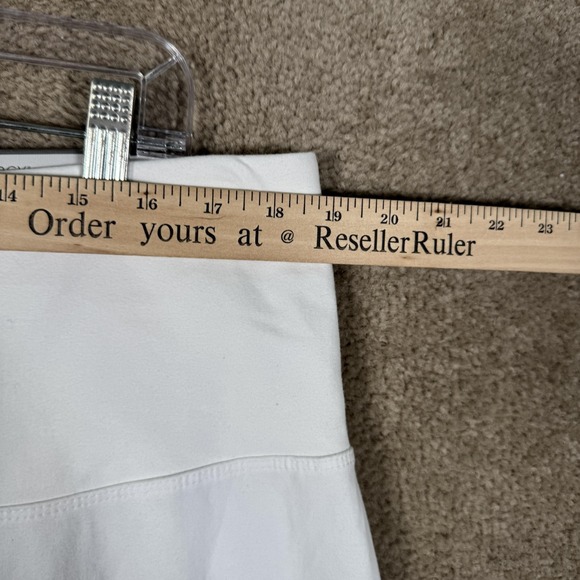 14 15 16 17 18 19 20 21 22 23
Order yours at @ ResellerRuler